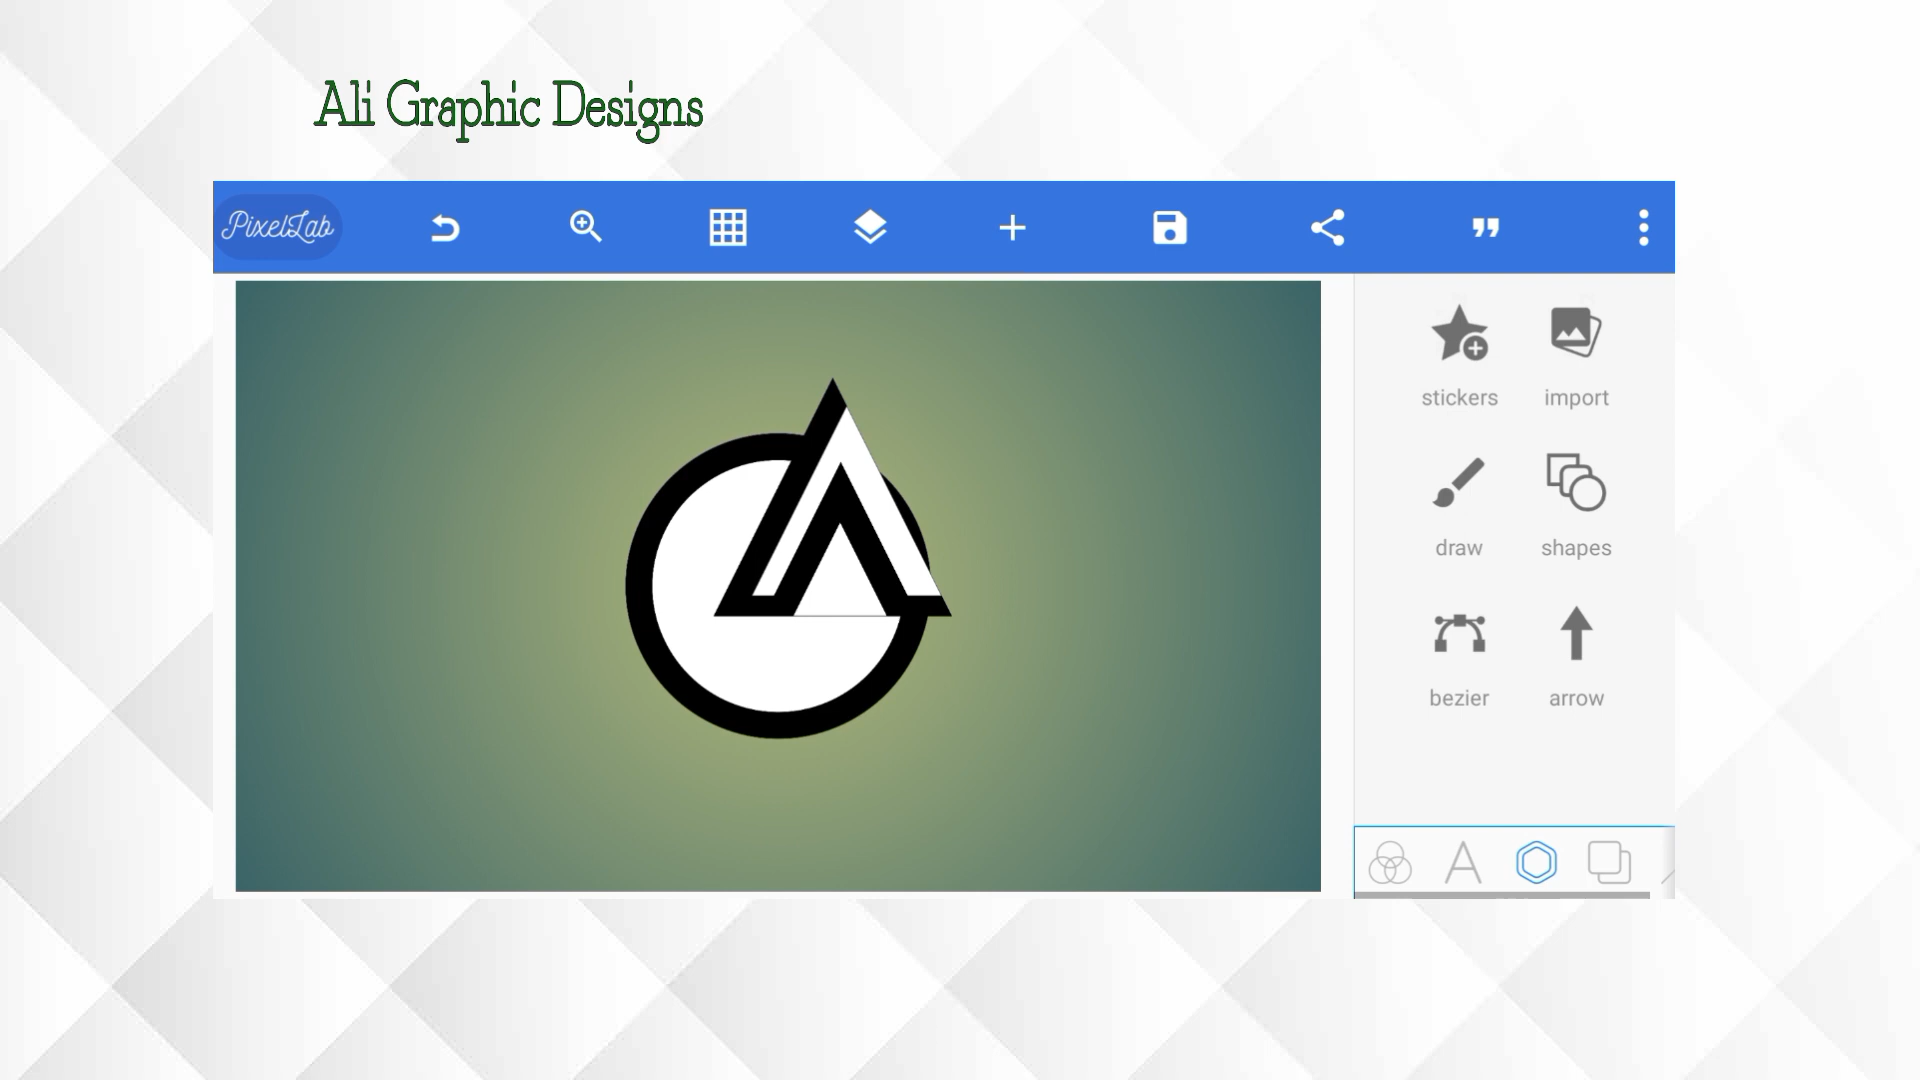 Ali Graphic Designs
PixelLab
stickers import
draw shapes
bezier arrow